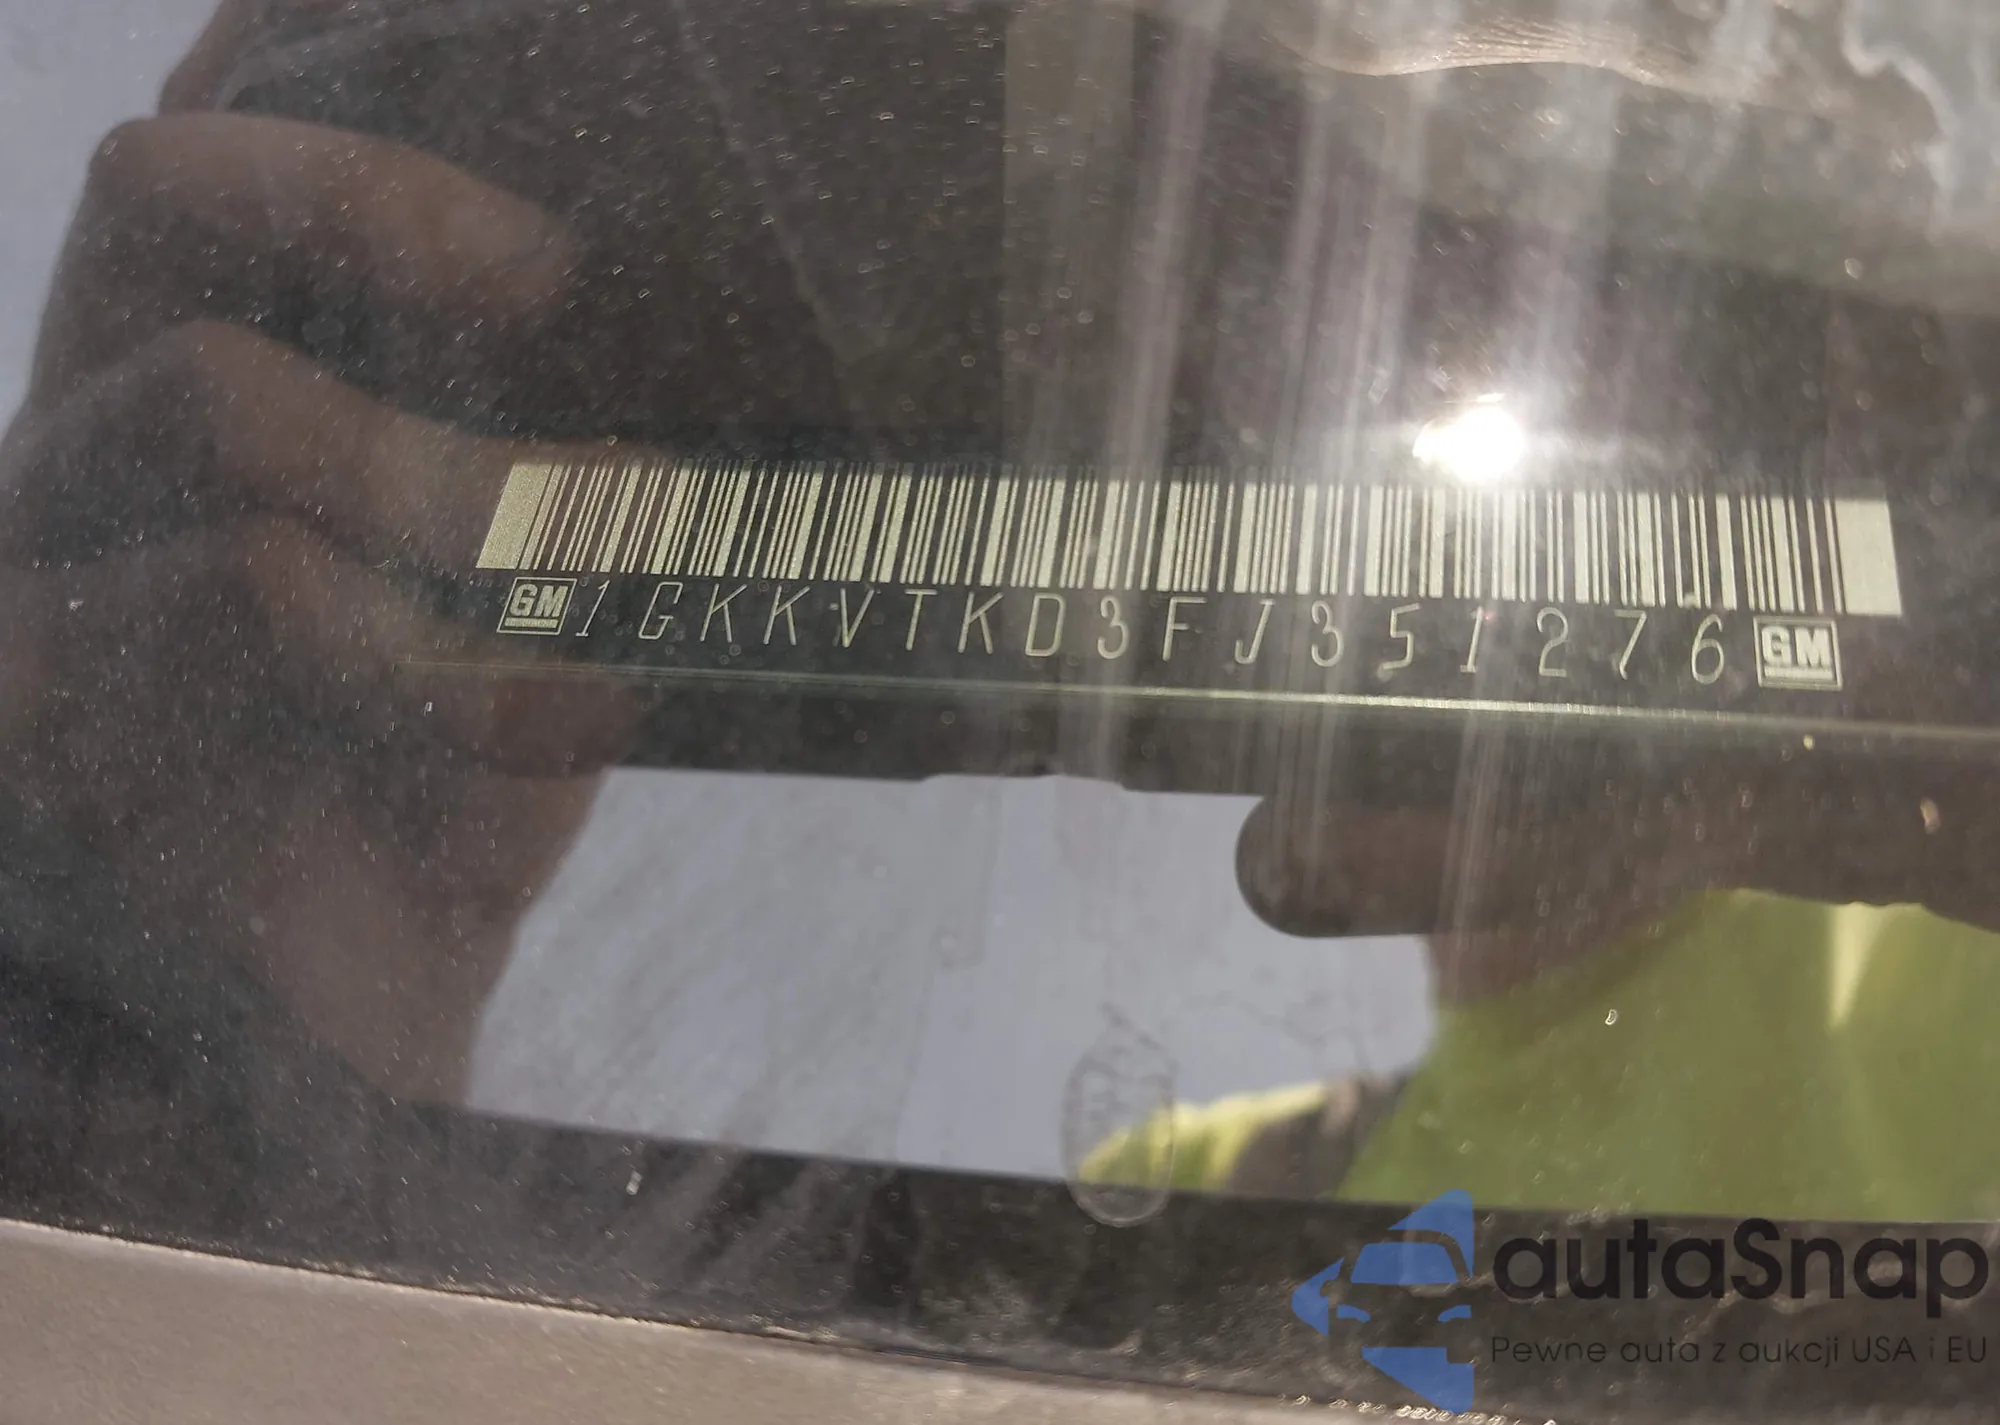 GM 1GKKVTKD3FJ351276 GM
autaSnap
Pewne auta z aukcji USA i EU